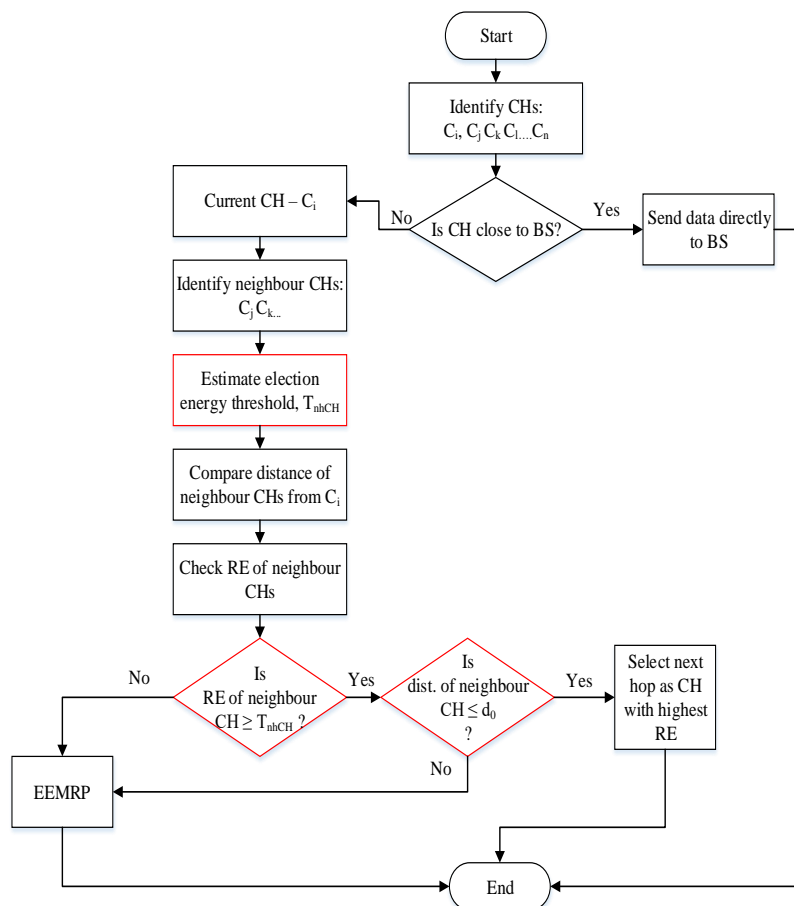 Start
Identify CHs:
Cᵢ, Cⱼ Cₖ Cₗ....Cₙ
Is CH close to BS?
No
Yes
Current CH – Cᵢ
Send data directly
to BS
Identify neighbour CHs:
Cⱼ Cₖ...
Estimate election
energy threshold, TₙₕCH
Compare distance of
neighbour CHs from Cᵢ
Check RE of neighbour
CHs
No
Is
RE of neighbour
CH ≥ TₙₕCH ?
Yes
Is
dist. of neighbour
CH ≤ d₀
?
Yes
Select next
hop as CH
with highest
RE
No
EEMRP
End